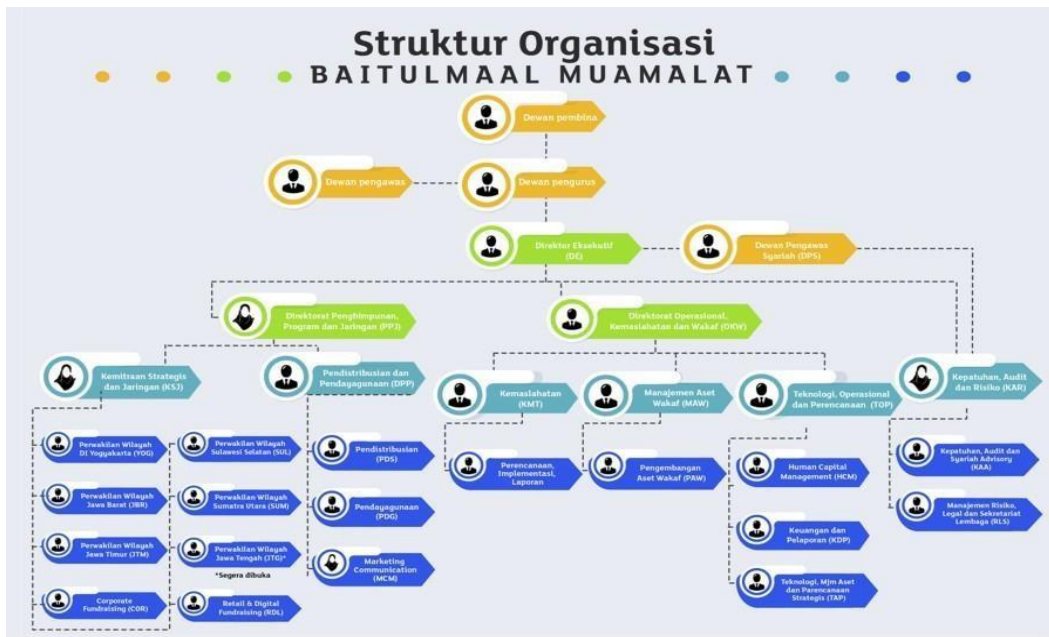 Struktur Organisasi
BAITULMAAL MUAMALAT
Dewan pembina
Dewan pengawas
Dewan pengurus
Direktur Eksekutif
(DE)
Dewan Pengawas
Syariah (DPS)
Direktorat Penghimpunan,
Program dan Jaringan (PPJ)
Direktorat Operasional,
Kemaslahatan dan Wakaf (OKW)
Kemitraan Strategis
dan Jaringan (KSJ)
Pendistribusian dan
Pendayagunaan (DPP)
Kemaslahatan
(KMT)
Manajemen Aset
Wakaf (MAW)
Teknologi, Operasional
dan Perencanaan (TOP)
Kepatuhan, Audit
dan Risiko (KAR)
Perwakilan Wilayah
DI Yogyakarta (YOG)
Perwakilan Wilayah
Sulawesi Selatan (SUL)
Pendistribusian
(PDS)
Perencanaan,
Implementasi,
Laporan
Pengembangan
Aset Wakaf (PAW)
Human Capital
Management (HCM)
Kepatuhan, Audit dan
Syariah Advisory
(KAA)
Perwakilan Wilayah
Jawa Barat (JBR)
Perwakilan Wilayah
Sumatra Utara (SUM)
Pendayagunaan
(PDG)
Keuangan dan
Pelaporan (KDP)
Manajemen Risiko,
Legal dan Sekretariat
Lembaga (RLS)
Perwakilan Wilayah
Jawa Timur (JTM)
Perwakilan Wilayah
Jawa Tengah (JTG)*
*Segera dibuka
Marketing
Communication
(MCM)
Teknologi, Mjm Aset
dan Parencanaan
Strategis (TAP)
Corporate
Fundraising (COR)
Retail & Digital
Fundraising (RDL)